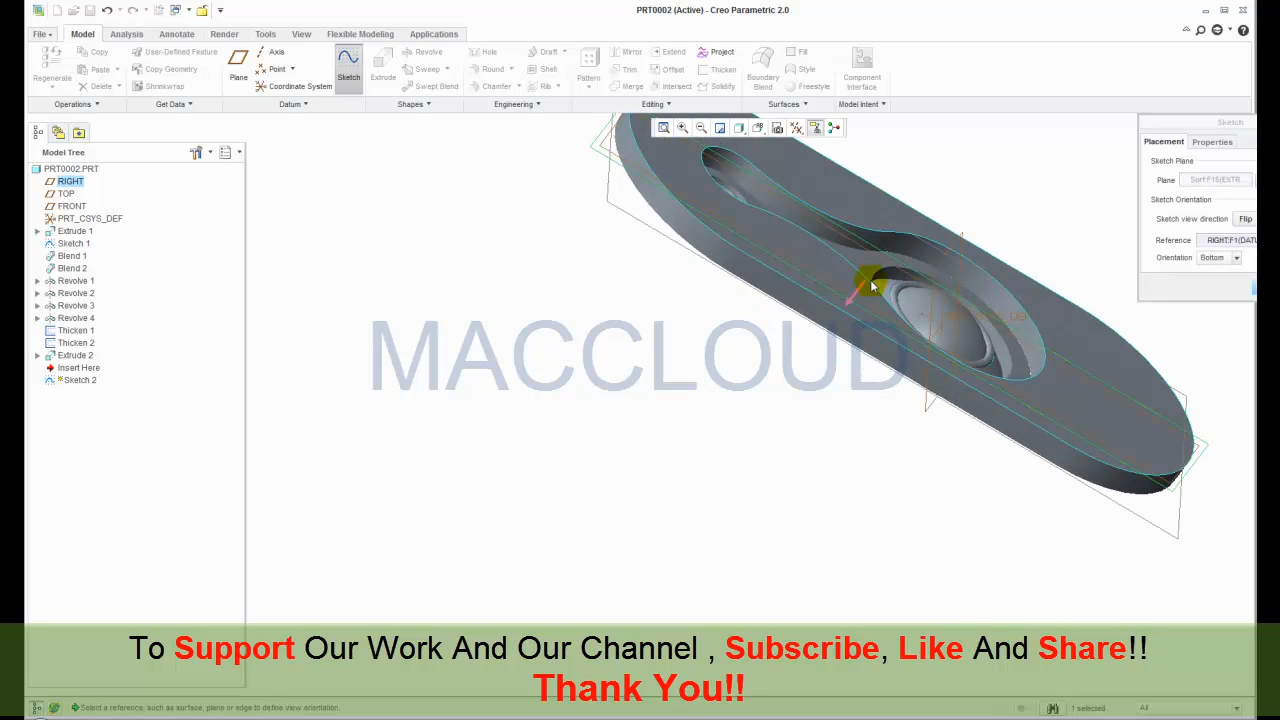 PRT0002 (Active) - Creo Parametric 2.0
File Model Analysis Annotate Render Tools View Flexible Modeling Applications
Regenerate Copy Paste Delete User-Defined Feature Copy Geometry Shrinkwrap Plane Axis Point Coordinate System Sketch Extrude Revolve Sweep Swept Blend Hole Round Chamfer Draft Shell Rib Pattern Mirror Trim Merge Extend Offset Intersect Project Thicken Solidify Boundary Blend Fill Style Freestyle Component Interface
Operations Get Data Datum Shapes Engineering Editing Surfaces Model Intent
Model Tree
PRT0002.PRT
RIGHT
TOP
FRONT
PRT_CSYS_DEF
Extrude 1
Sketch 1
Blend 1
Blend 2
Revolve 1
Revolve 2
Revolve 3
Revolve 4
Thicken 1
Thicken 2
Extrude 2
Insert Here
Sketch 2
Sketch
Placement Properties
Sketch Plane
Plane Surf:F15(EXTR...
Sketch Orientation
Sketch view direction Flip
Reference RIGHT:F1(DATU
Orientation Bottom
MACCLOUD
To Support Our Work And Our Channel , Subscribe, Like And Share!!
Thank You!!
Select a reference, such as surface, plane or edge to define view orientation.
1 selected All